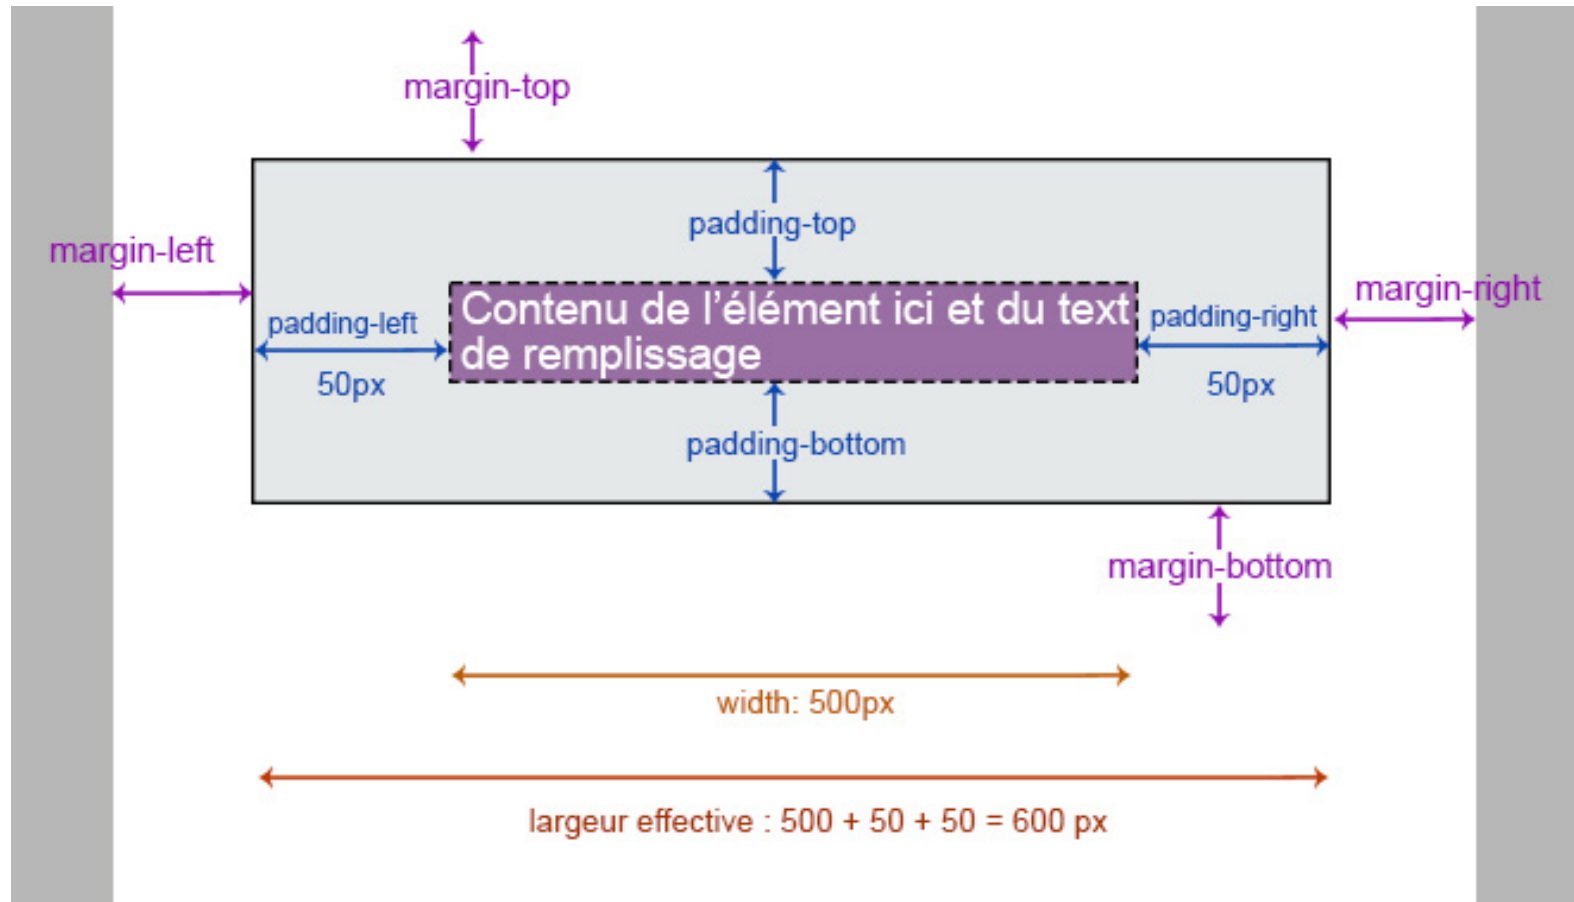 margin-top
padding-top
margin-left
Contenu de l'élément ici et du text
de remplissage
margin-right
padding-left
padding-right
50px
50px
padding-bottom
margin-bottom
width: 500px
largeur effective : 500 + 50 + 50 = 600 px